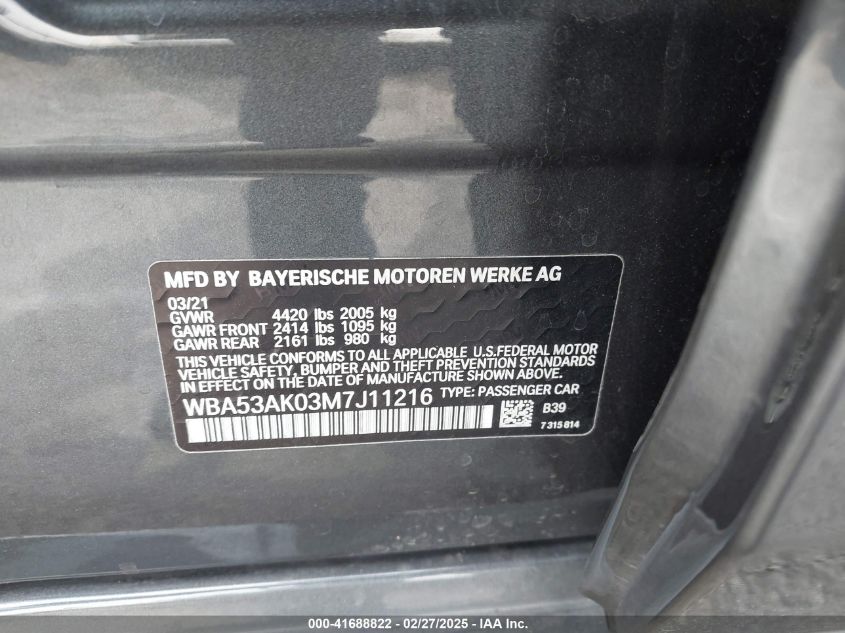 MFD BY BAYERISCHE MOTOREN WERKE AG
03/21
GVWR 4420 lbs 2005 kg
GAWR FRONT 2414 lbs 1095 kg
GAWR REAR 2161 lbs 980 kg
THIS VEHICLE CONFORMS TO ALL APPLICABLE U.S.FEDERAL MOTOR
VEHICLE SAFETY, BUMPER AND THEFT PREVENTION STANDARDS
IN EFFECT ON THE DATE OF MANUFACTURE SHOWN ABOVE.
WBA53AK03M7J11216 TYPE: PASSENGER CAR
B39
7 315 814
000-41688822 / 02/27/2025 / Copyright IAA, Inc.